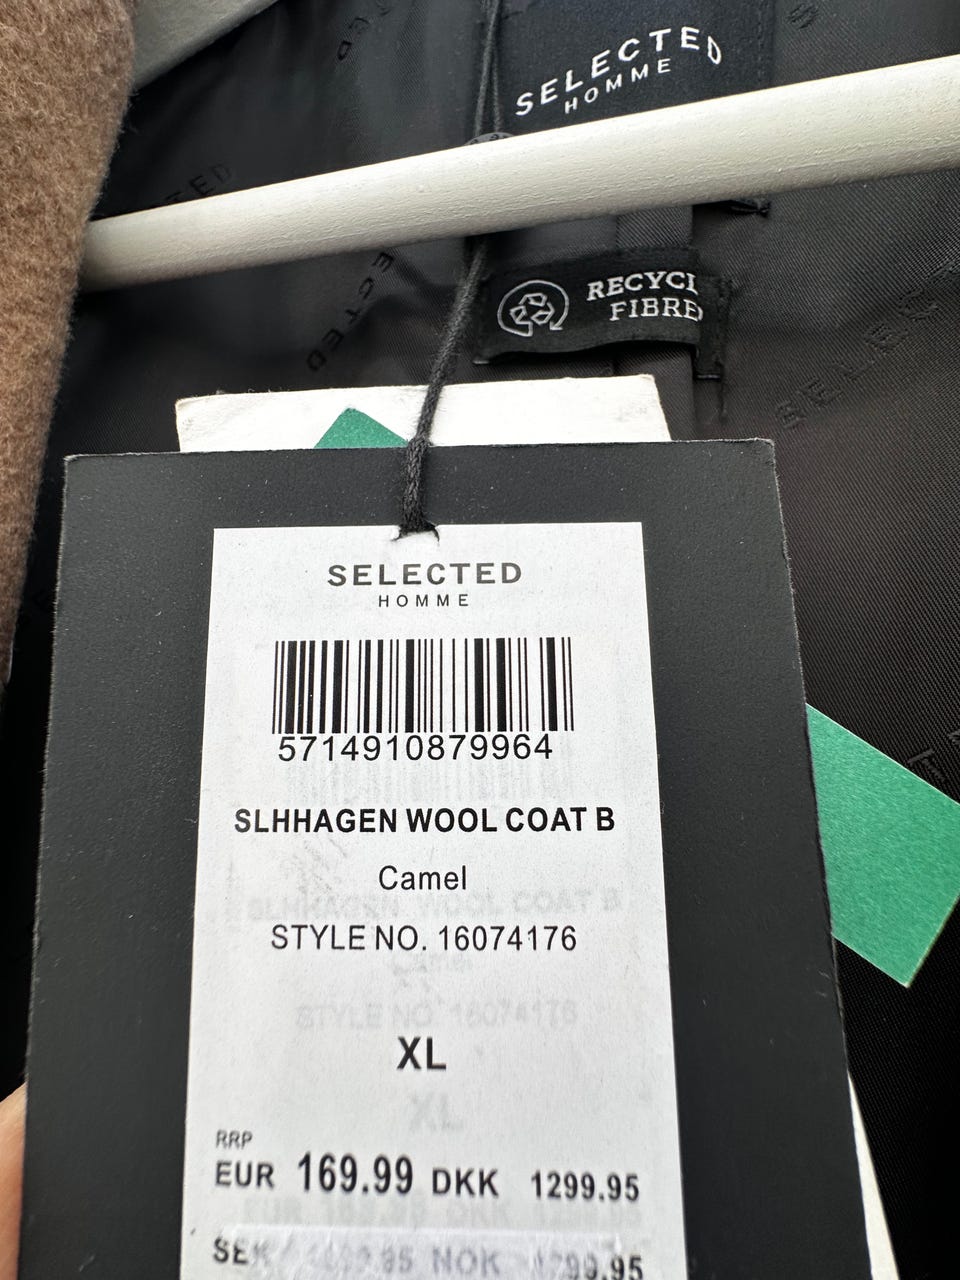 SELECTED
HOMME
RECYCL
FIBRE
SELECTED
HOMME
5714910879964
SLHHAGEN WOOL COAT B
Camel
STYLE NO. 16074176
XL
RRP
EUR 169.99 DKK 1299.95
NOK